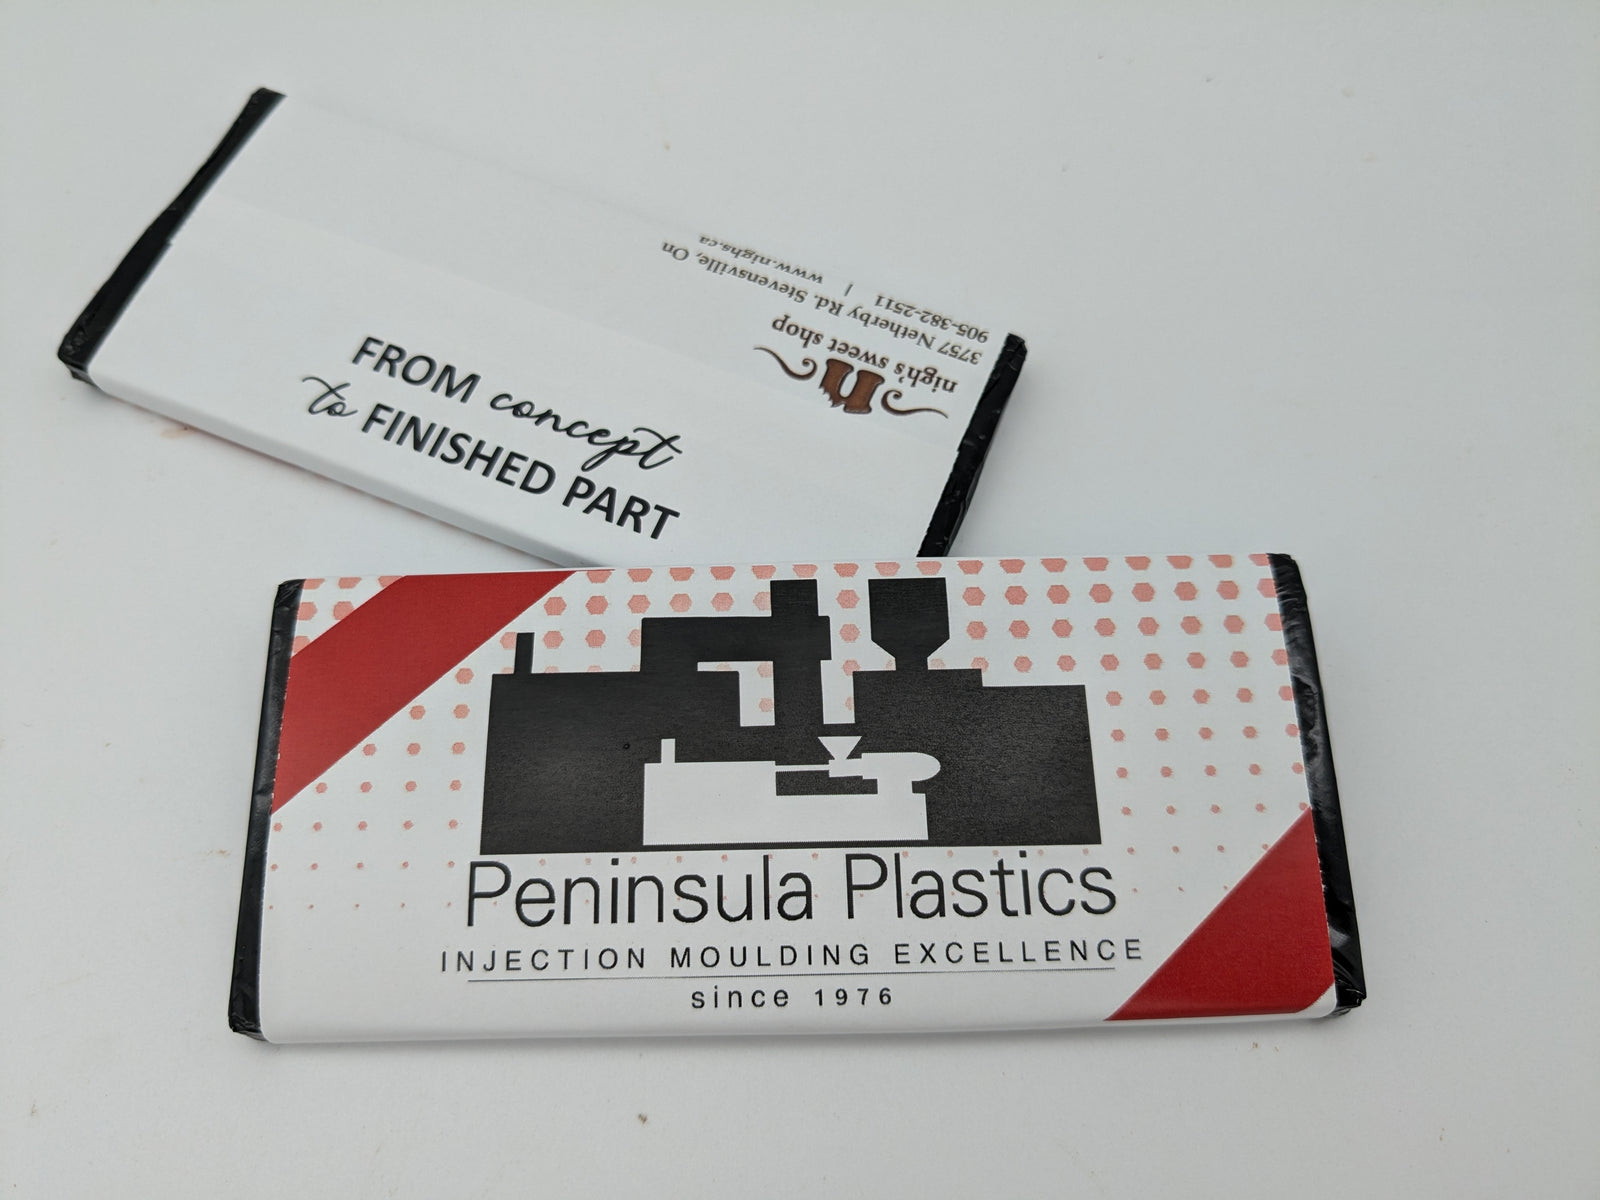 FROM concept
to FINISHED PART
n
nigh's sweet shop
3757 Netherby Rd. Stevensville, On
905-382-2511 | www.nighs.ca
Peninsula Plastics
INJECTION MOULDING EXCELLENCE
since 1976